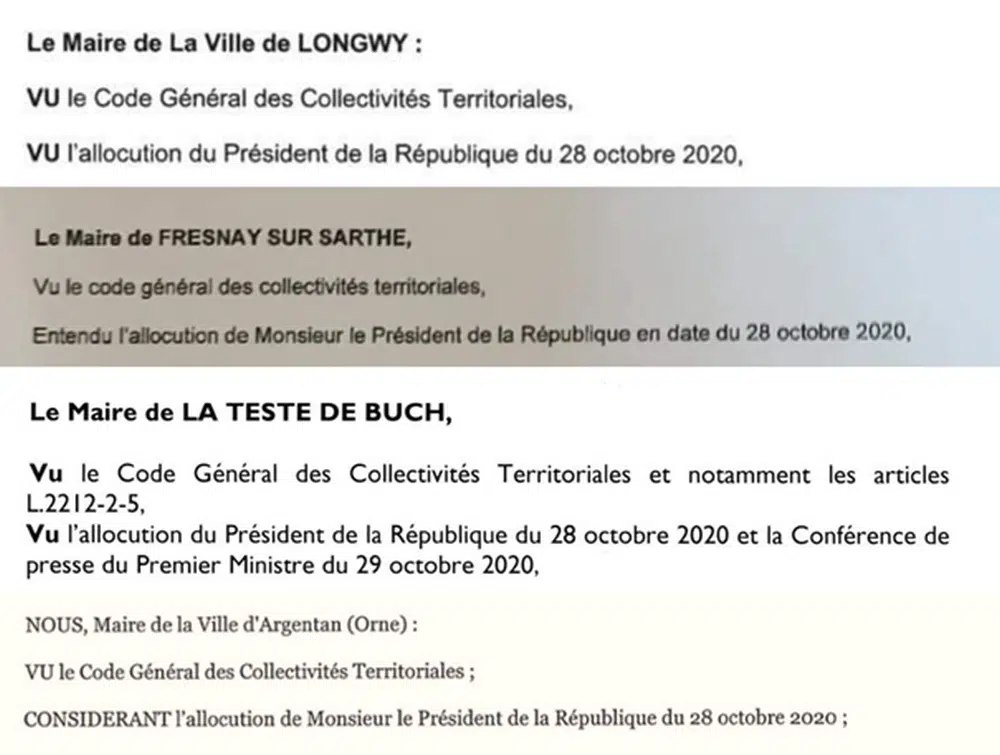 Le Maire de La Ville de LONGWY :
VU le Code Général des Collectivités Territoriales,
VU l'allocution du Président de la République du 28 octobre 2020,
Le Maire de FRESNAY SUR SARTHE,
Vu le code général des collectivités territoriales,
Entendu l'allocution de Monsieur le Président de la République en date du 28 octobre 2020,
Le Maire de LA TESTE DE BUCH,
Vu le Code Général des Collectivités Territoriales et notamment les articles
L.2212-2-5,
Vu l'allocution du Président de la République du 28 octobre 2020 et la Conférence de
presse du Premier Ministre du 29 octobre 2020,
NOUS, Maire de la Ville d'Argentan (Orne) :
VU le Code Général des Collectivités Territoriales ;
CONSIDERANT l'allocution de Monsieur le Président de la République du 28 octobre 2020 ;